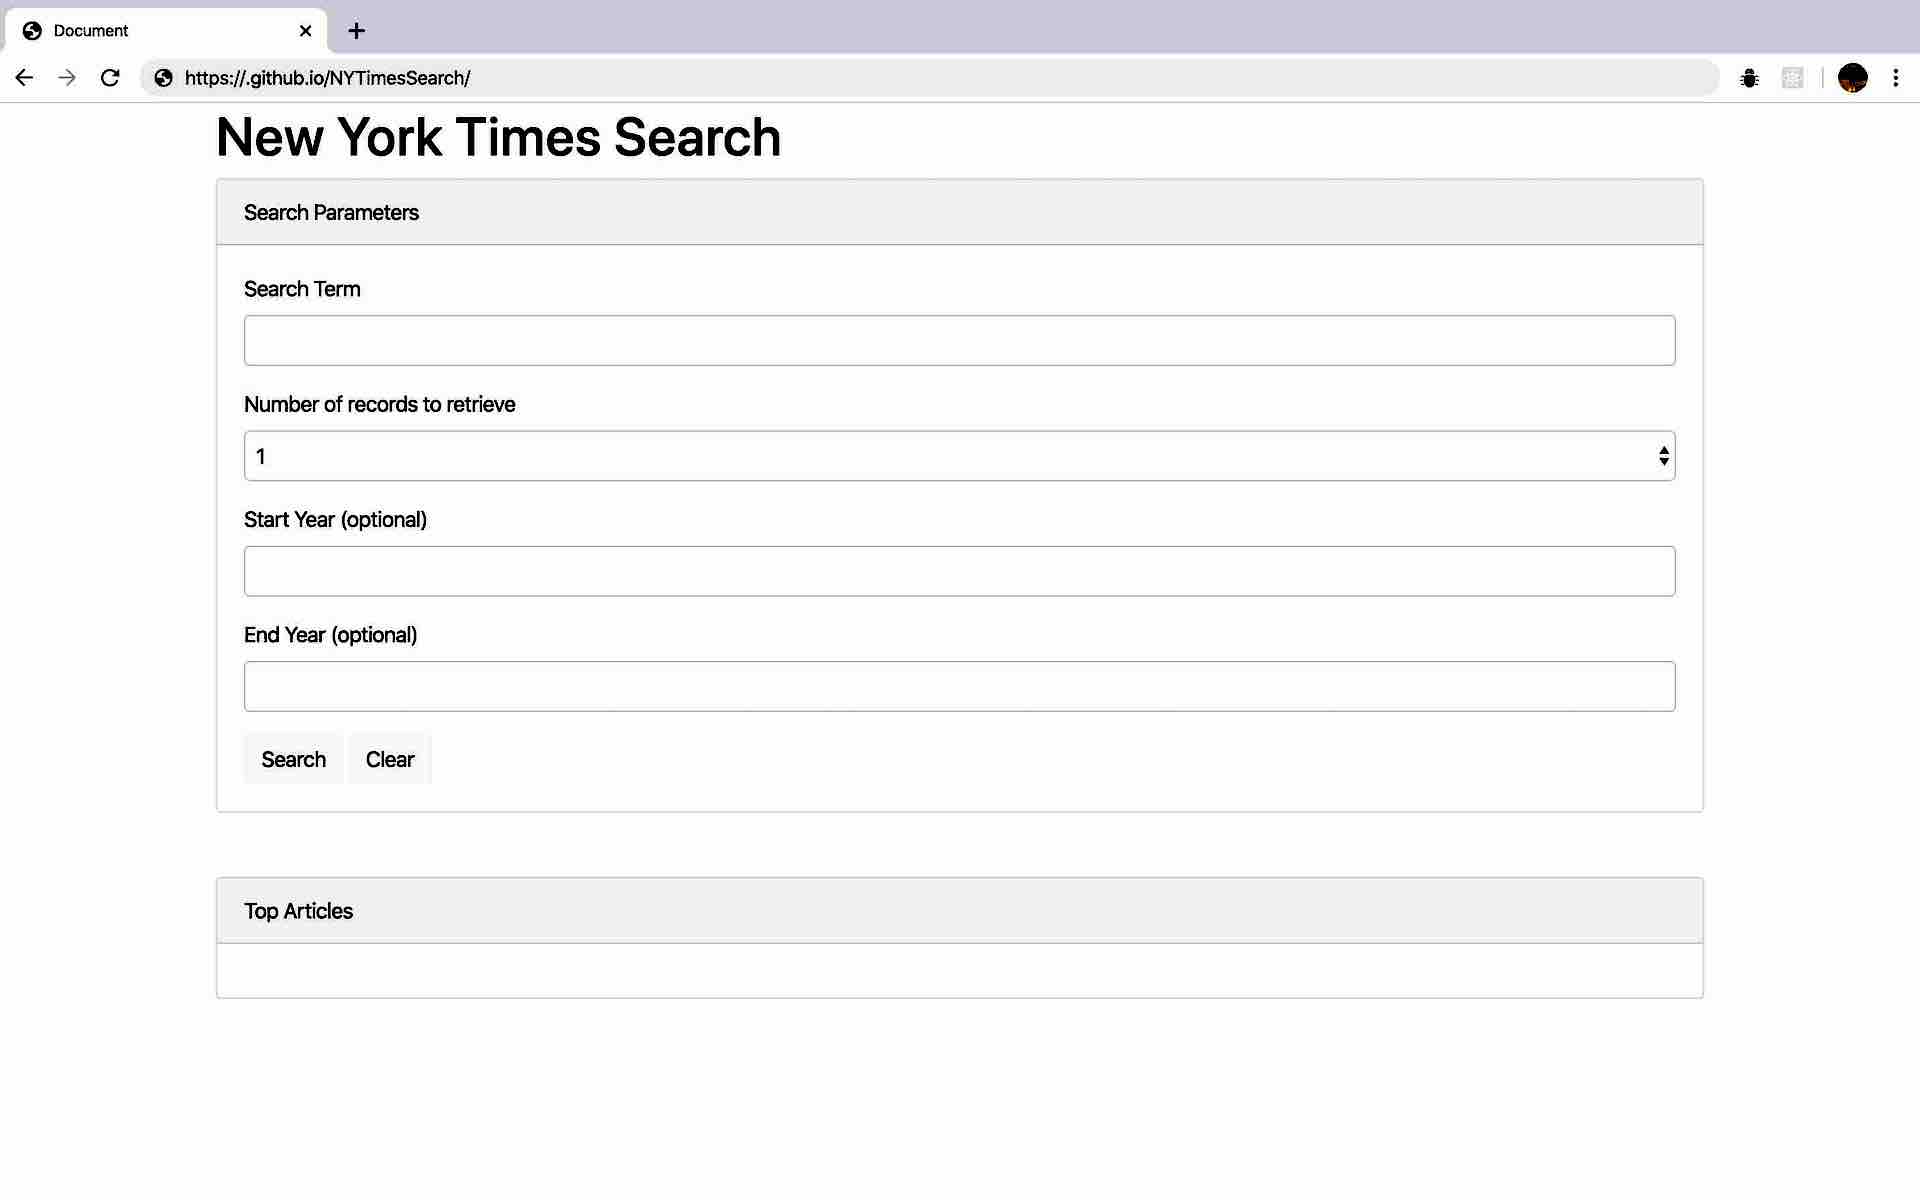 Document
https://.github.io/NYTimesSearch/
New York Times Search
Search Parameters
Search Term
Number of records to retrieve
1
Start Year (optional)
End Year (optional)
Search Clear
Top Articles